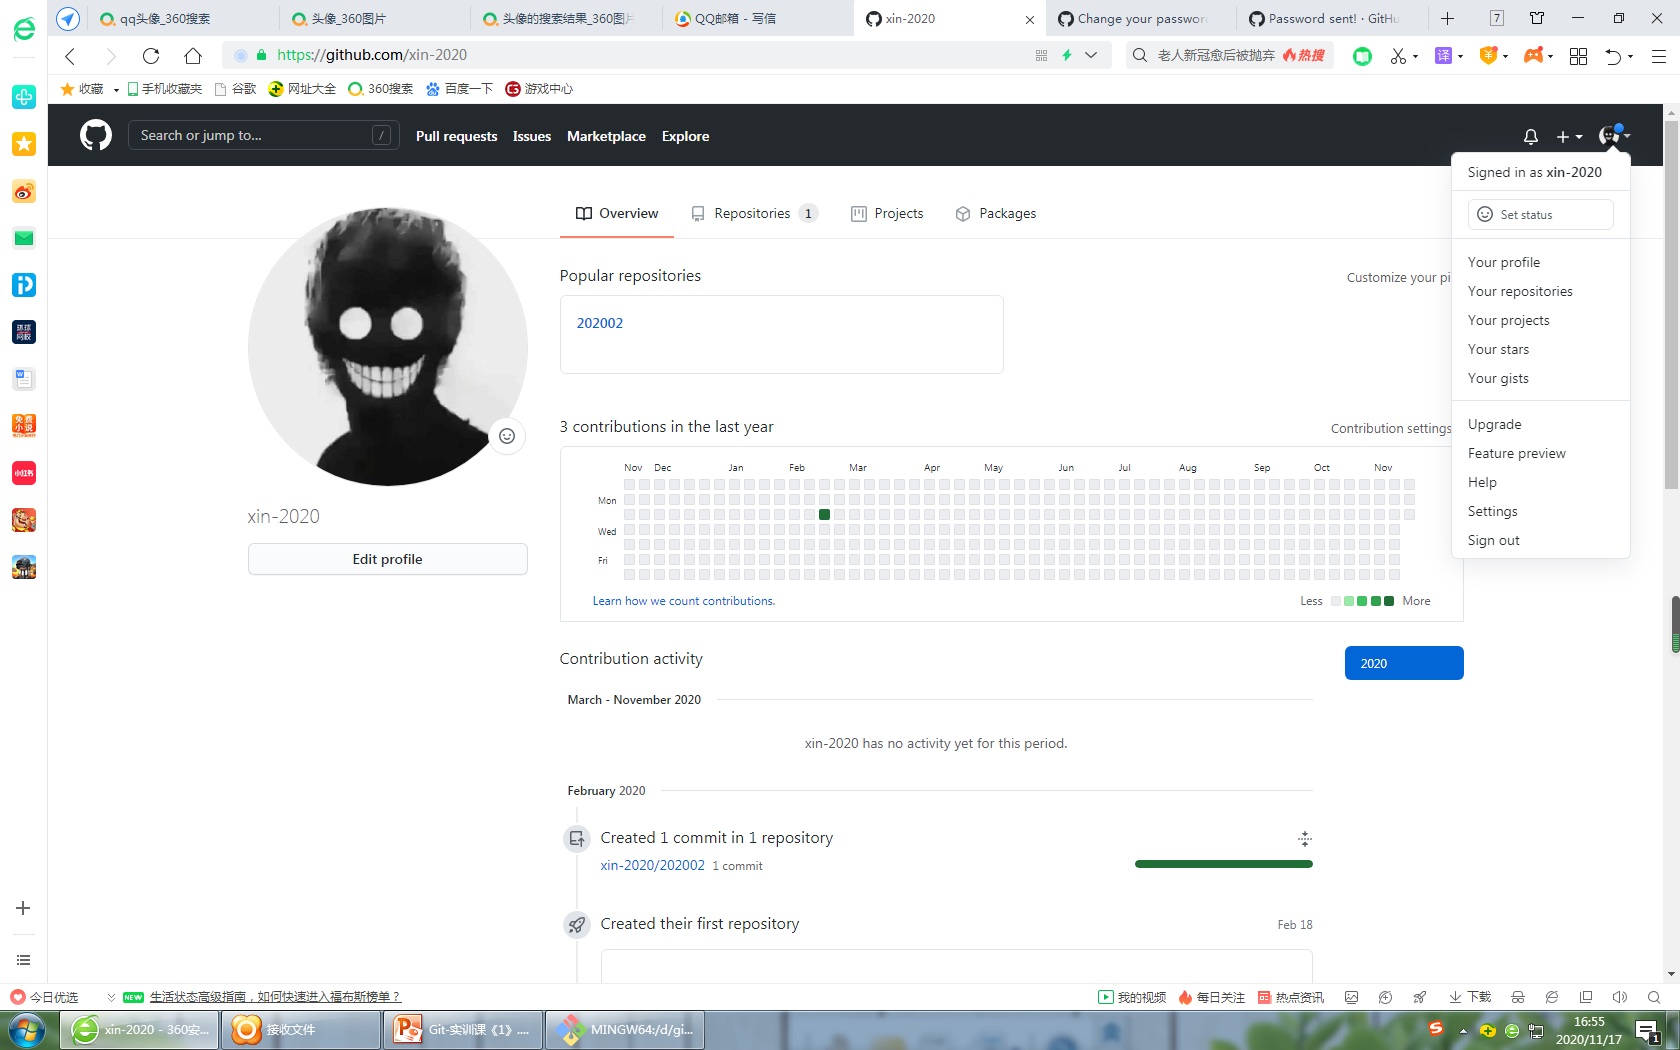 qq头像_360搜索
头像_360图片
头像的搜索结果_360图片
QQ邮箱 - 写信
xin-2020
Change your password
Password sent! · GitHu
7
https://github.com/xin-2020
老人新冠愈后被抛弃 热搜
译
收藏
手机收藏夹
谷歌
网址大全
360搜索
百度一下
游戏中心
Search or jump to...
/
Pull requests
Issues
Marketplace
Explore
Signed in as xin-2020
Set status
Your profile
Your repositories
Your projects
Your stars
Your gists
Upgrade
Feature preview
Help
Settings
Sign out
Overview
Repositories 1
Projects
Packages
Popular repositories
Customize your pi
202002
3 contributions in the last year
Contribution settings
Nov Dec Jan Feb Mar Apr May Jun Jul Aug Sep Oct Nov
Mon
Wed
Fri
Learn how we count contributions.
Less
More
xin-2020
Edit profile
Contribution activity
2020
March - November 2020
xin-2020 has no activity yet for this period.
February 2020
Created 1 commit in 1 repository
xin-2020/202002 1 commit
Created their first repository
Feb 18
免费
小说
小红书
今日优选
NEW
生活状态高级指南，如何快速进入福布斯榜单？
我的视频
每日关注
热点资讯
下载
xin-2020 - 360安...
接收文件
Git-实训课《1》....
MINGW64:/d/gi...
16:55
2020/11/17
1